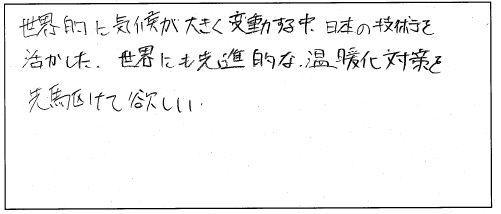 世界的に気候が大きく変動する中、日本の技術を
活かした、世界にも先進的な、温暖化対策を
先駆けて欲しい。